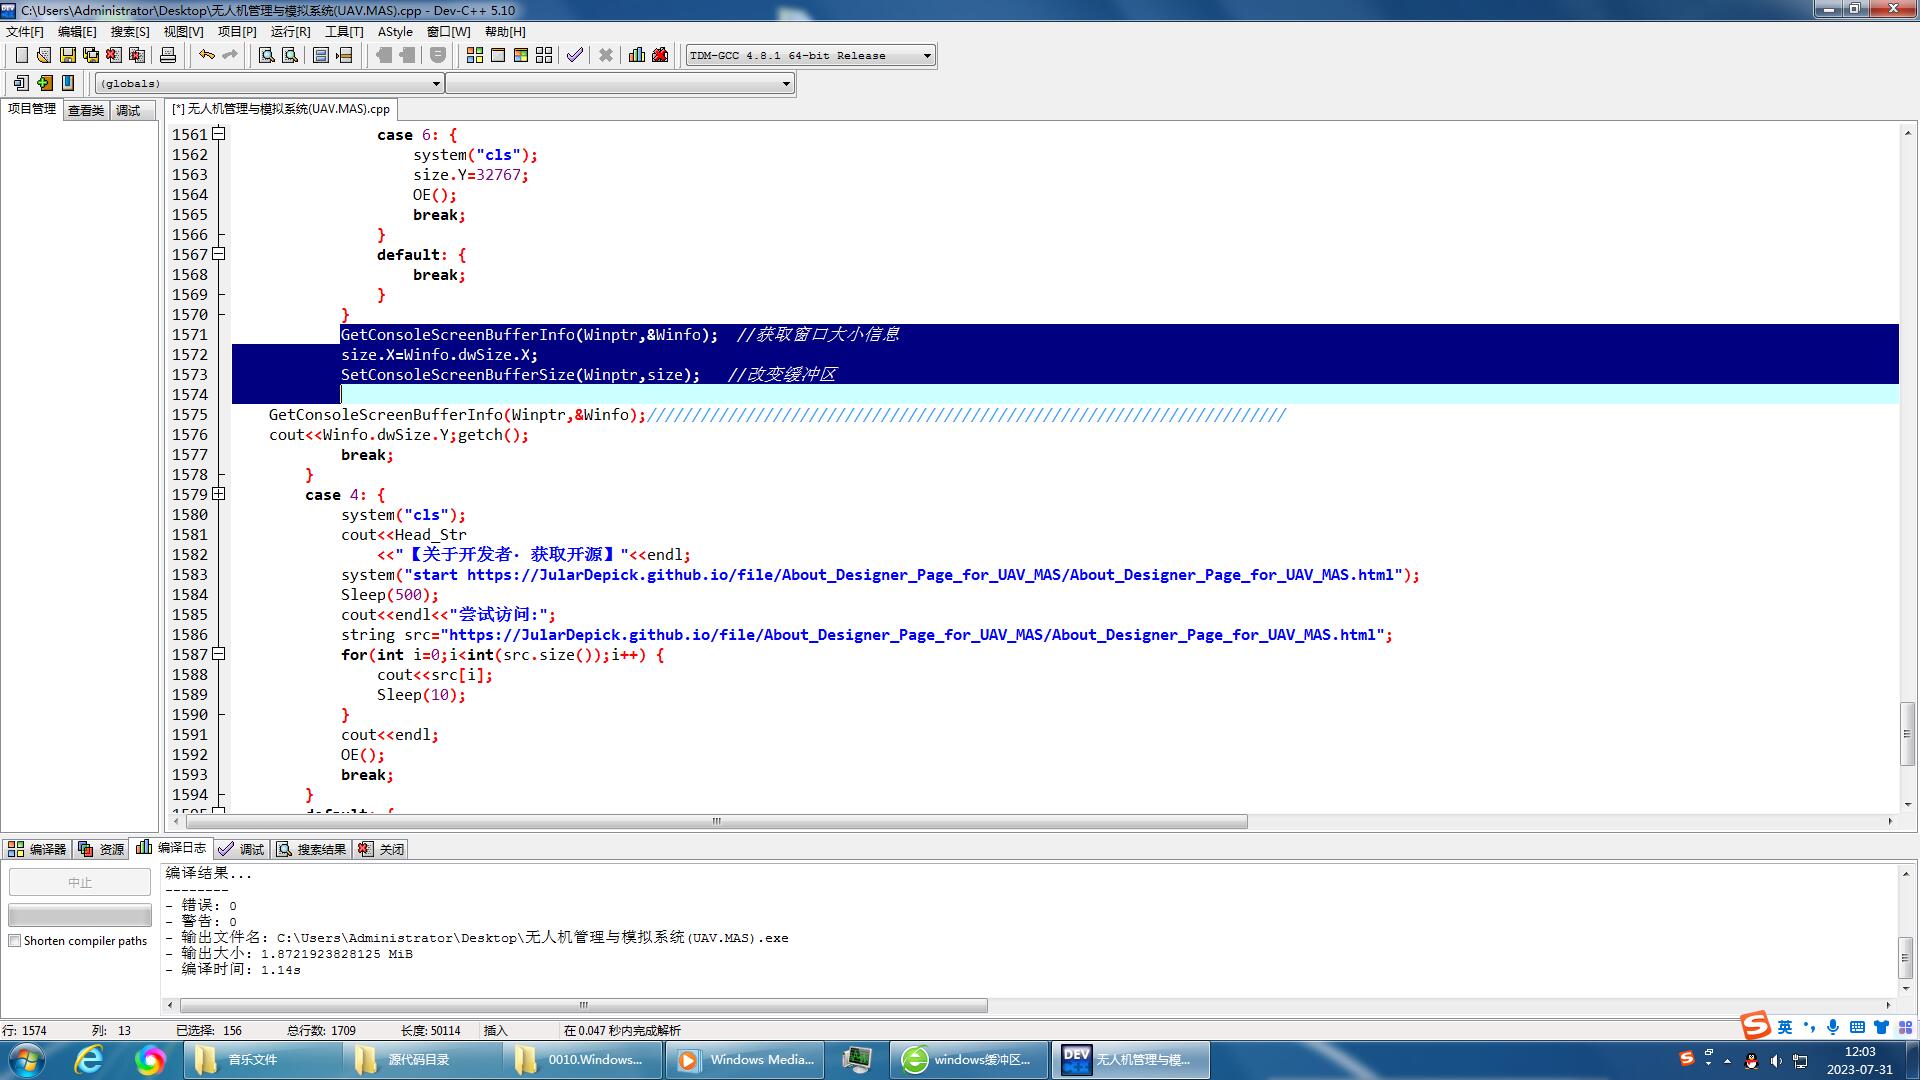 C:\Users\Administrator\Desktop\无人机管理与模拟系统(UAV.MAS).cpp - Dev-C++ 5.10
文件[F] 编辑[E] 搜索[S] 视图[V] 项目[P] 运行[R] 工具[T] AStyle 窗口[W] 帮助[H]
TDM-GCC 4.8.1 64-bit Release
(globals)
项目管理 查看类 调试 [*] 无人机管理与模拟系统(UAV.MAS).cpp
1561 case 6: {
1562 system("cls");
1563 size.Y=32767;
1564 OE();
1565 break;
1566 }
1567 default: {
1568 break;
1569 }
1570 }
1571 GetConsoleScreenBufferInfo(Winptr,&Winfo); //获取窗口大小信息
1572 size.X=Winfo.dwSize.X;
1573 SetConsoleScreenBufferSize(Winptr,size); //改变缓冲区
1574
1575 GetConsoleScreenBufferInfo(Winptr,&Winfo);///////////////////////////////////////////////////////////////////////
1576 cout<<Winfo.dwSize.Y;getch();
1577 break;
1578 }
1579 case 4: {
1580 system("cls");
1581 cout<<Head_Str
1582 <<"【关于开发者· 获取开源】"<<endl;
1583 system("start https://JularDepick.github.io/file/About_Designer_Page_for_UAV_MAS/About_Designer_Page_for_UAV_MAS.html");
1584 Sleep(500);
1585 cout<<endl<<"尝试访问:";
1586 string src="https://JularDepick.github.io/file/About_Designer_Page_for_UAV_MAS/About_Designer_Page_for_UAV_MAS.html";
1587 for(int i=0;i<int(src.size());i++) {
1588 cout<<src[i];
1589 Sleep(10);
1590 }
1591 cout<<endl;
1592 OE();
1593 break;
1594 }
编译器 资源 编译日志 调试 搜索结果 关闭
中止
Shorten compiler paths
编译结果...
--------
- 错误: 0
- 警告: 0
- 输出文件名: C:\Users\Administrator\Desktop\无人机管理与模拟系统(UAV.MAS).exe
- 输出大小: 1.8721923828125 MiB
- 编译时间: 1.14s
行: 1574 列: 13 已选择: 156 总行数: 1709 长度: 50114 插入 在 0.047 秒内完成解析
英
音乐文件 源代码目录 0010.Windows... Windows Media... windows缓冲区... 无人机管理与模...
12:03
2023-07-31